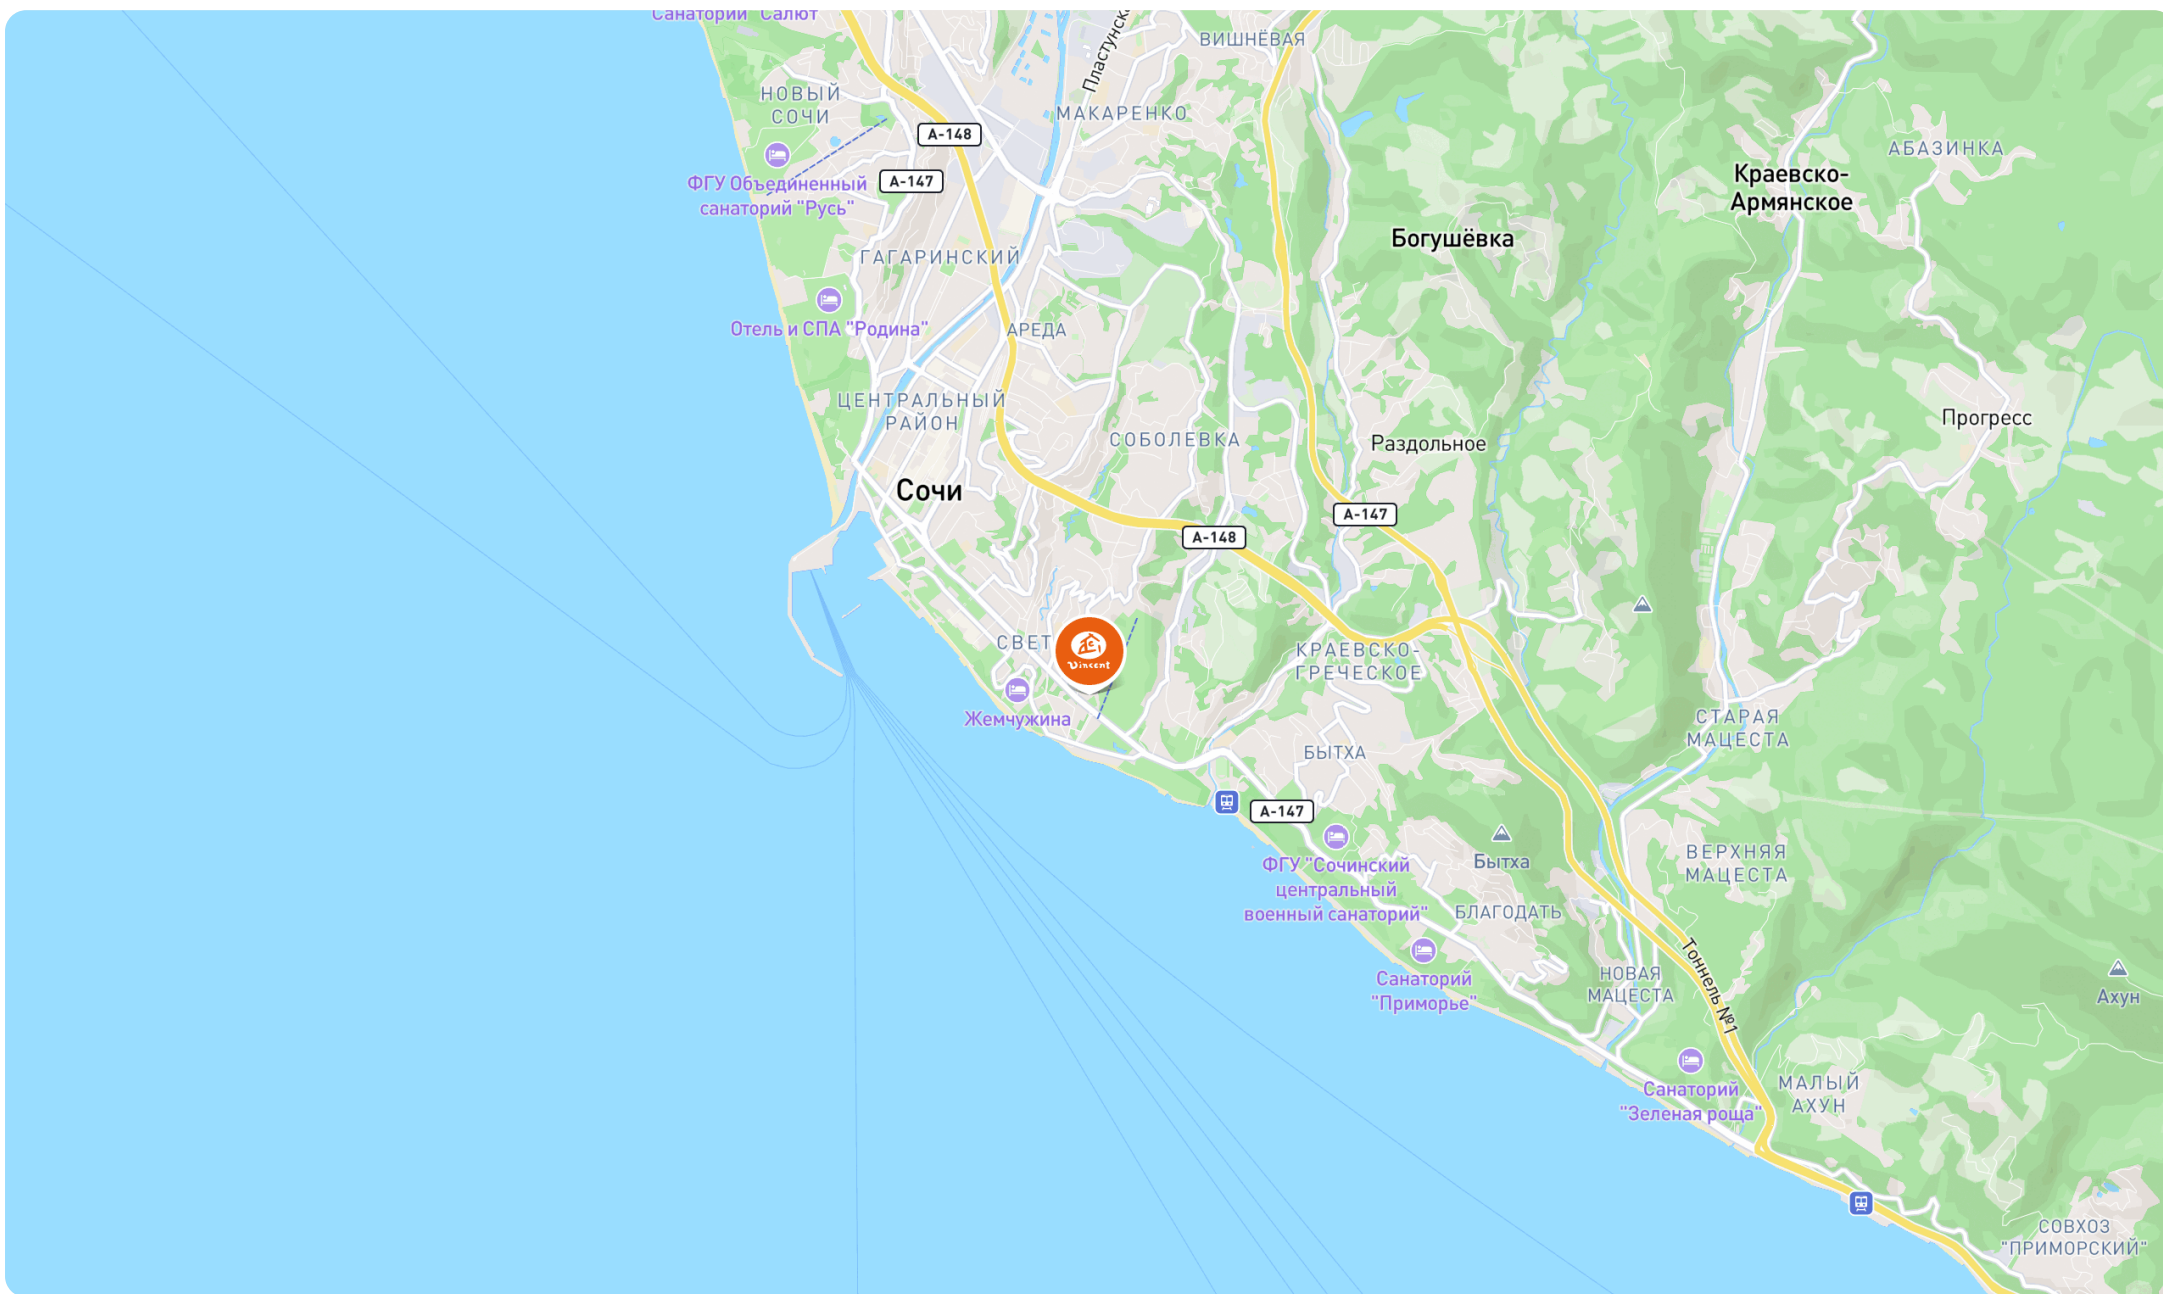 Санаторий "Салют"
Пластунска
ВИШНЁВАЯ
НОВЫЙ
СОЧИ
МАКАРЕНКО
А-148
АБАЗИНКА
ФГУ Объединенный
санаторий "Русь"
А-147
Краевско-
Армянское
Богушёвка
ГАГАРИНСКИЙ
Отель и СПА "Родина"
АРЕДА
ЦЕНТРАЛЬНЫЙ
РАЙОН
СОБОЛЕВКА
Раздольное
Прогресс
Сочи
А-147
А-148
СВЕТ
Vincent
КРАЕВСКО-
ГРЕЧЕСКОЕ
Жемчужина
СТАРАЯ
МАЦЕСТА
БЫТХА
А-147
ФГУ "Сочинский
центральный
военный санаторий"
Бытха
ВЕРХНЯЯ
МАЦЕСТА
БЛАГОДАТЬ
Тоннель №1
Санаторий
"Приморье"
НОВАЯ
МАЦЕСТА
Ахун
Санаторий
"Зеленая роща"
МАЛЫЙ
АХУН
СОВХОЗ
"ПРИМОРСКИЙ"